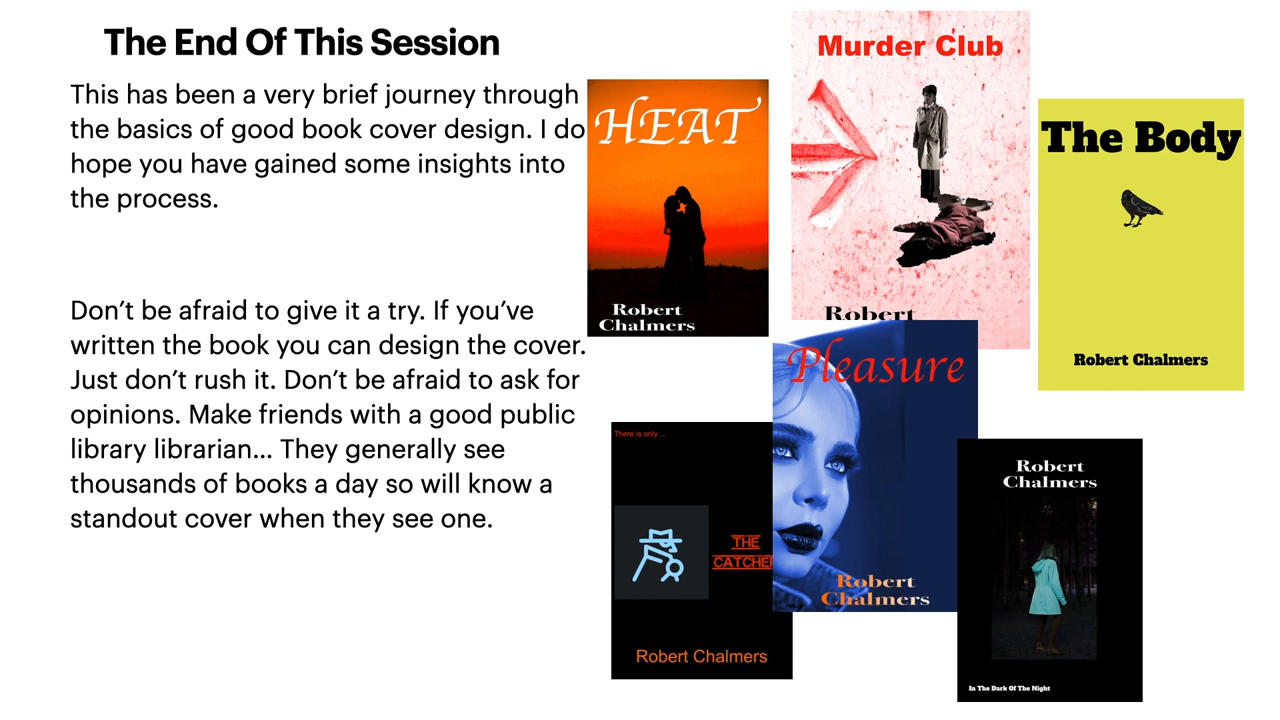 The End Of This Session
This has been a very brief journey through
the basics of good book cover design. I do
hope you have gained some insights into
the process.
Don’t be afraid to give it a try. If you’ve
written the book you can design the cover.
Just don’t rush it. Don’t be afraid to ask for
opinions. Make friends with a good public
library librarian... They generally see
thousands of books a day so will know a
standout cover when they see one.
HEAT
Robert
Chalmers
Murder Club
Robert
The Body
Robert Chalmers
There is only ...
THE
CATCHER
Robert Chalmers
Pleasure
Robert
Chalmers
Robert
Chalmers
In The Dark Of The Night